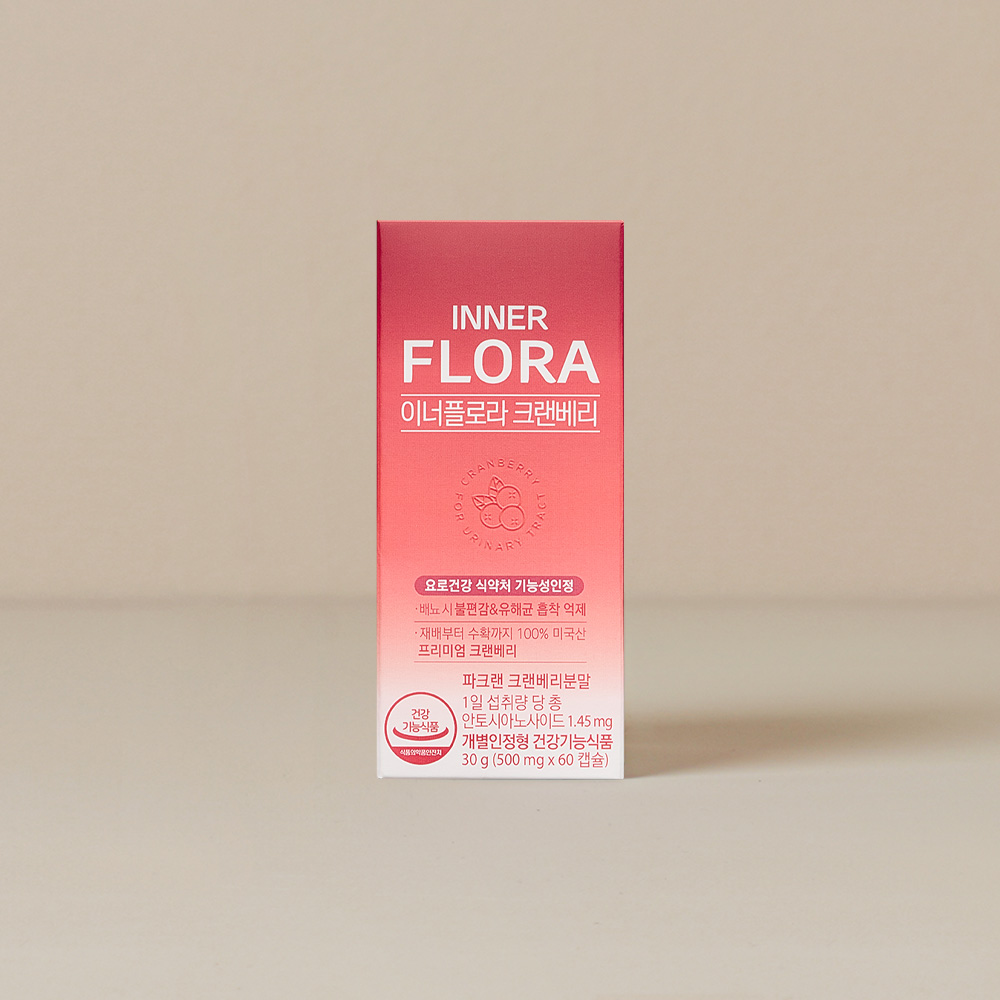 INNER
FLORA
이너플로라 크랜베리
CRANBERRY
FOR URINARY TRACT
요로건강 식약처 기능성인정
·배뇨 시 불편감&유해균 흡착 억제
·재배부터 수확까지 100% 미국산
프리미엄 크랜베리
파크랜 크랜베리분말
1일 섭취량 당 총
안토시아노사이드 1.45 mg
개별인정형 건강기능식품
30 g (500 mg x 60 캡슐)
건강
기능식품
식품의약품안전처